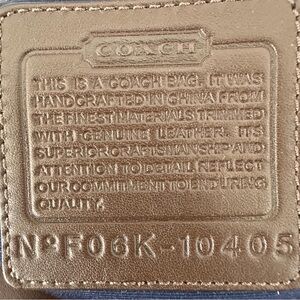 COACH
THIS IS A COACH BAG. IT WAS
HANDCRAFTED IN CHINA FROM
THE FINEST MATERIALS TRIMMED
WITH GENUINE LEATHER. ITS
SUPERIOR CRAFTSMANSHIP AND
ATTENTION TO DETAIL REFLECT
OUR COMMITMENT TO ENDURING
QUALITY.
Nº F06K-10405